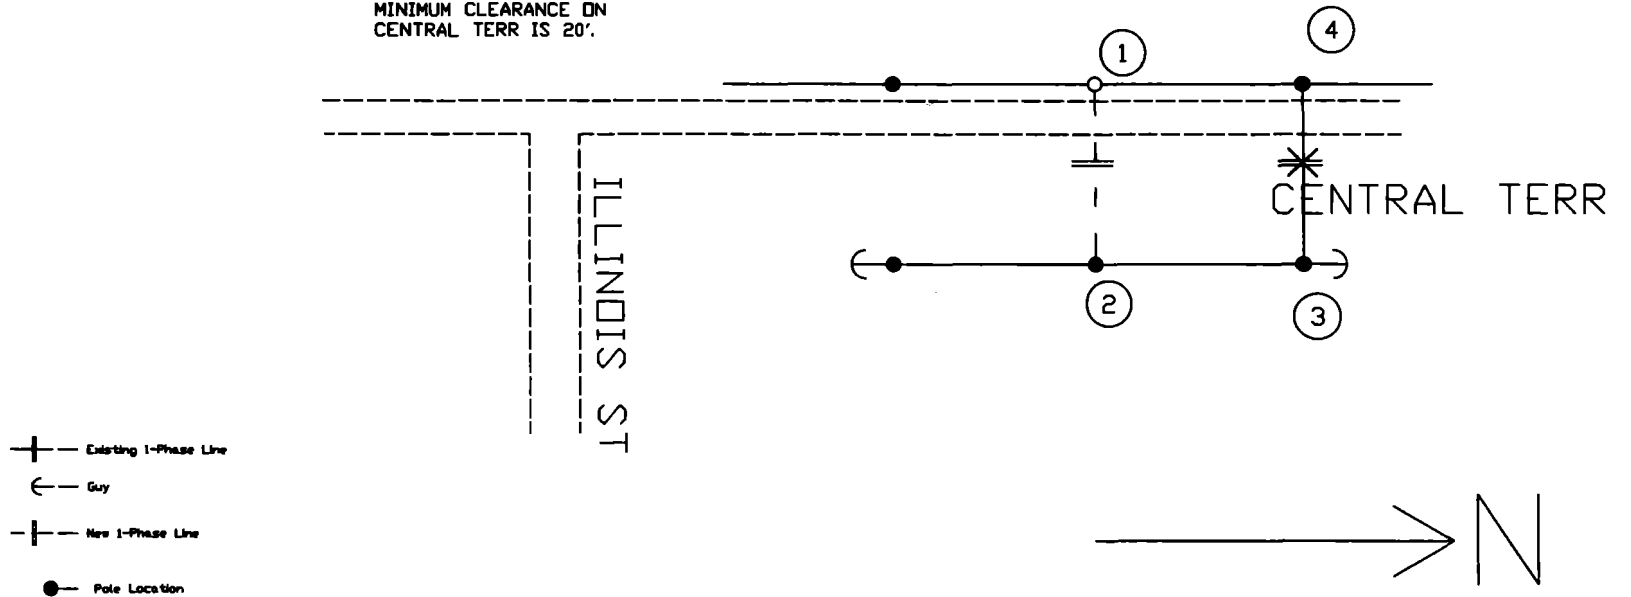 MINIMUM CLEARANCE ON
CENTRAL TERR IS 20'.
1
4
CENTRAL TERR
ILLINOIS ST
2
3
Existing 1-Phase Line
Guy
New 1-Phase Line
Pole Location
N